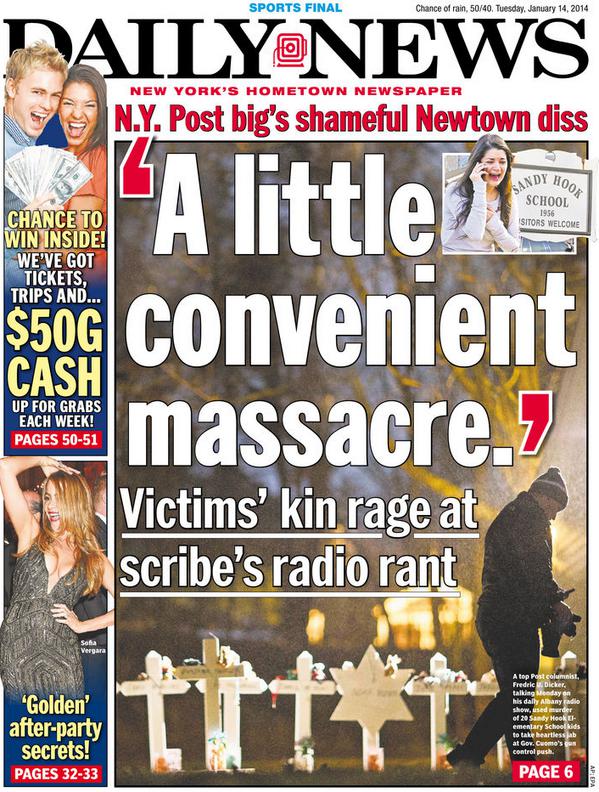 SPORTS FINAL
Chance of rain, 50/40. Tuesday, January 14, 2014
DAILY NEWS
NEW YORK'S HOMETOWN NEWSPAPER
N.Y. Post big's shameful Newtown diss
CHANCE TO
WIN INSIDE!
WE'VE GOT
TICKETS,
TRIPS AND...
$50G
CASH
UP FOR GRABS
EACH WEEK!
PAGES 50-51
Sofia
Vergara
'Golden'
after-party
secrets!
PAGES 32-33
'A little
convenient
massacre.'
SANDY HOOK
SCHOOL
1956
VISITORS WELCOME
Victims' kin rage at
scribe's radio rant
A top Post columnist,
Fredric U. Dicker,
talking Monday on
his daily Albany radio
show, used murder
of 20 Sandy Hook El-
ementary School kids
to take heartless jab
at Gov. Cuomo's gun
control push.
PAGE 6
AP; EPA